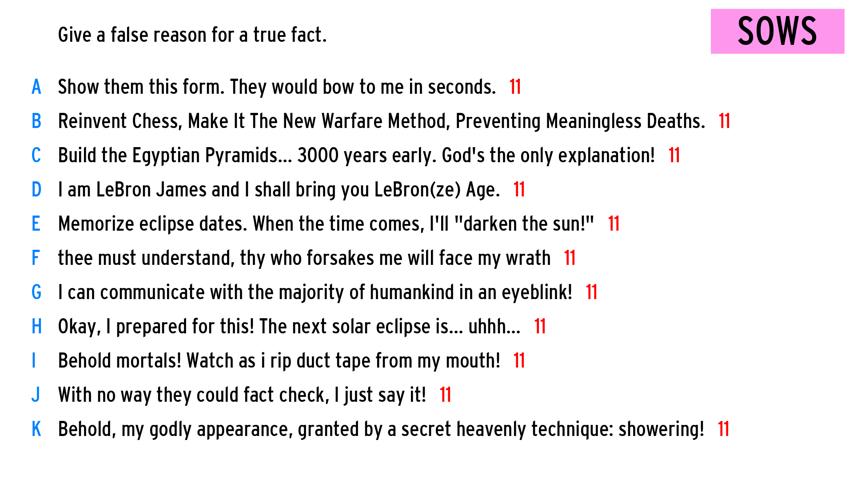 Give a false reason for a true fact.
SOWS
A Show them this form. They would bow to me in seconds. 11
B Reinvent Chess, Make It The New Warfare Method, Preventing Meaningless Deaths. 11
C Build the Egyptian Pyramids... 3000 years early. God's the only explanation! 11
D I am LeBron James and I shall bring you LeBron(ze) Age. 11
E Memorize eclipse dates. When the time comes, I'll "darken the sun!" 11
F thee must understand, thy who forsakes me will face my wrath 11
G I can communicate with the majority of humankind in an eyeblink! 11
H Okay, I prepared for this! The next solar eclipse is... uhhh... 11
I Behold mortals! Watch as i rip duct tape from my mouth! 11
J With no way they could fact check, I just say it! 11
K Behold, my godly appearance, granted by a secret heavenly technique: showering! 11